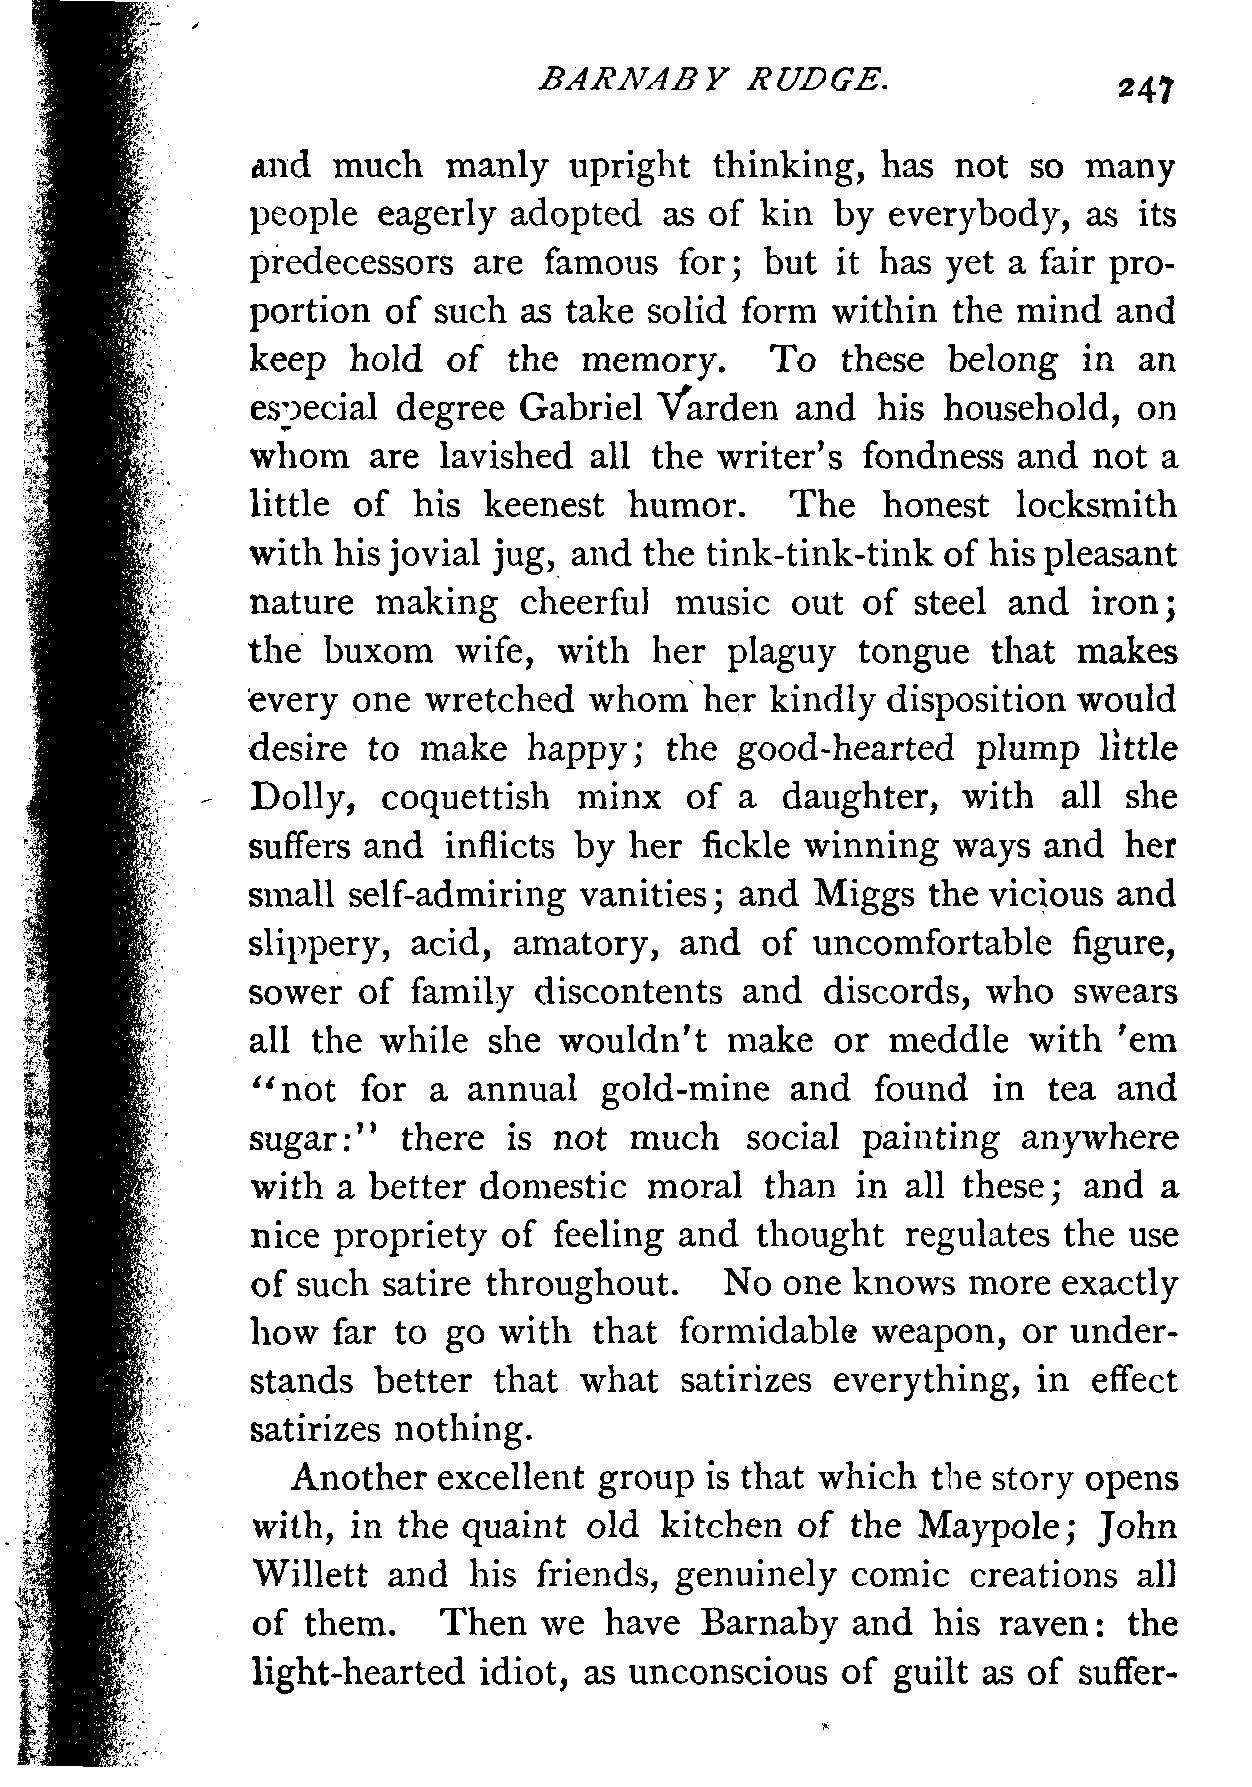 BARNABY RUDGE.
247
and much manly upright thinking, has not so many
people eagerly adopted as of kin by everybody, as its
predecessors are famous for; but it has yet a fair pro-
portion of such as take solid form within the mind and
keep hold of the memory. To these belong in an
especial degree Gabriel Varden and his household, on
whom are lavished all the writer's fondness and not a
little of his keenest humor. The honest locksmith
with his jovial jug, and the tink-tink-tink of his pleasant
nature making cheerful music out of steel and iron;
the buxom wife, with her plaguy tongue that makes
every one wretched whom her kindly disposition would
desire to make happy; the good-hearted plump little
Dolly, coquettish minx of a daughter, with all she
suffers and inflicts by her fickle winning ways and her
small self-admiring vanities; and Miggs the vicious and
slippery, acid, amatory, and of uncomfortable figure,
sower of family discontents and discords, who swears
all the while she wouldn't make or meddle with 'em
"not for a annual gold-mine and found in tea and
sugar:" there is not much social painting anywhere
with a better domestic moral than in all these; and a
nice propriety of feeling and thought regulates the use
of such satire throughout. No one knows more exactly
how far to go with that formidable weapon, or under-
stands better that what satirizes everything, in effect
satirizes nothing.
Another excellent group is that which the story opens
with, in the quaint old kitchen of the Maypole; John
Willett and his friends, genuinely comic creations all
of them. Then we have Barnaby and his raven: the
light-hearted idiot, as unconscious of guilt as of suffer-